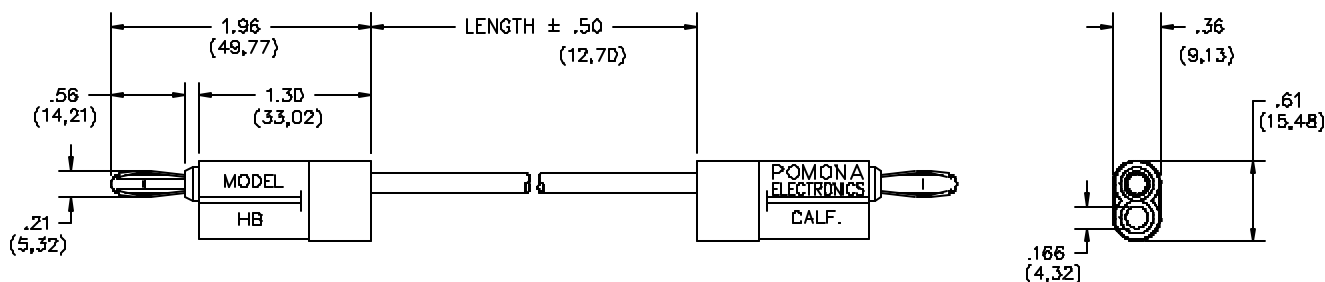 1.96
(49,77)
LENGTH ± .50
(12,70)
.36
(9,13)
.56
(14,21)
1.30
(33,02)
.61
(15,48)
MODEL
HB
POMONA
ELECTRONICS
CALF.
.21
(5,32)
.166
(4,32)